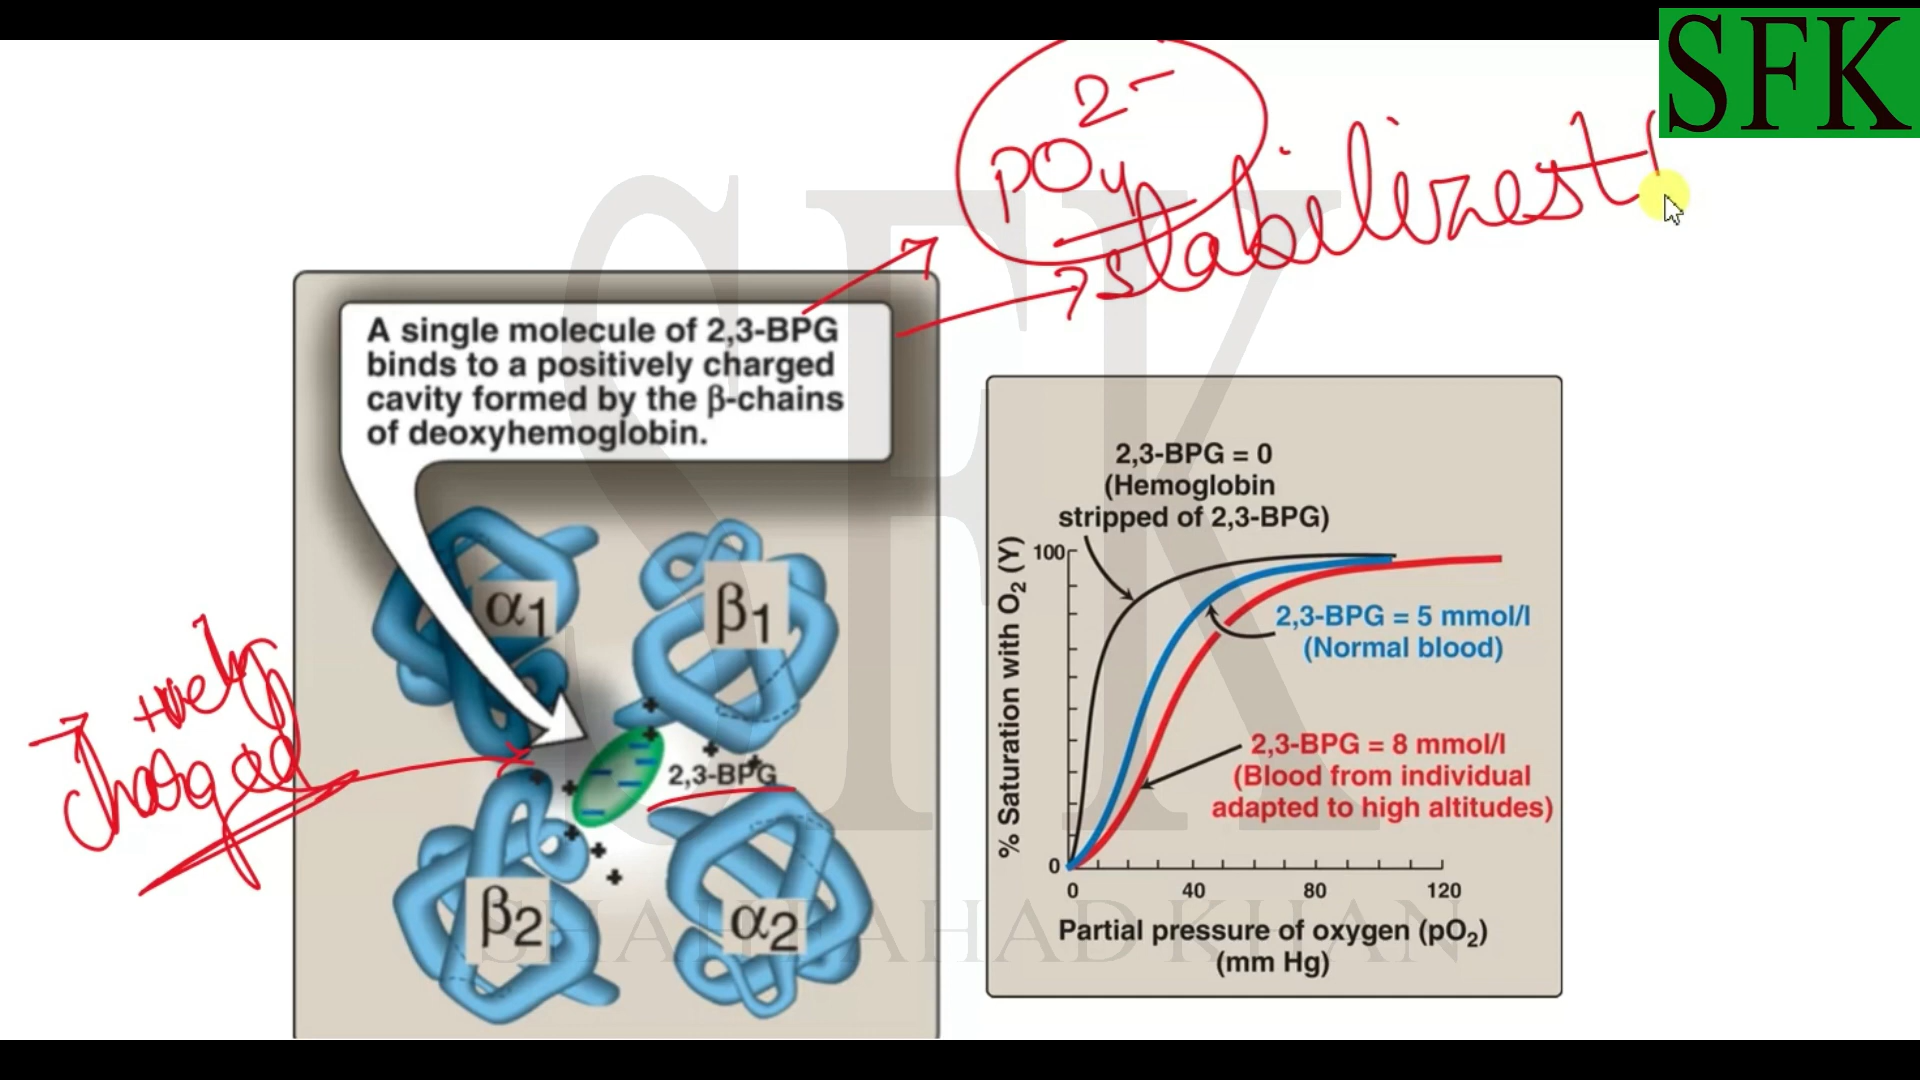 SFK
2-
PO4
stabilizest
A single molecule of 2,3-BPG
binds to a positively charged
cavity formed by the β-chains
of deoxyhemoglobin.
α1
β1
2,3-BPG
β2
α2
+vely
charged
2,3-BPG = 0
(Hemoglobin
stripped of 2,3-BPG)
% Saturation with O2 (Y)
100
0
2,3-BPG = 5 mmol/l
(Normal blood)
2,3-BPG = 8 mmol/l
(Blood from individual
adapted to high altitudes)
0 40 80 120
Partial pressure of oxygen (pO2)
(mm Hg)
SFK
KHAN